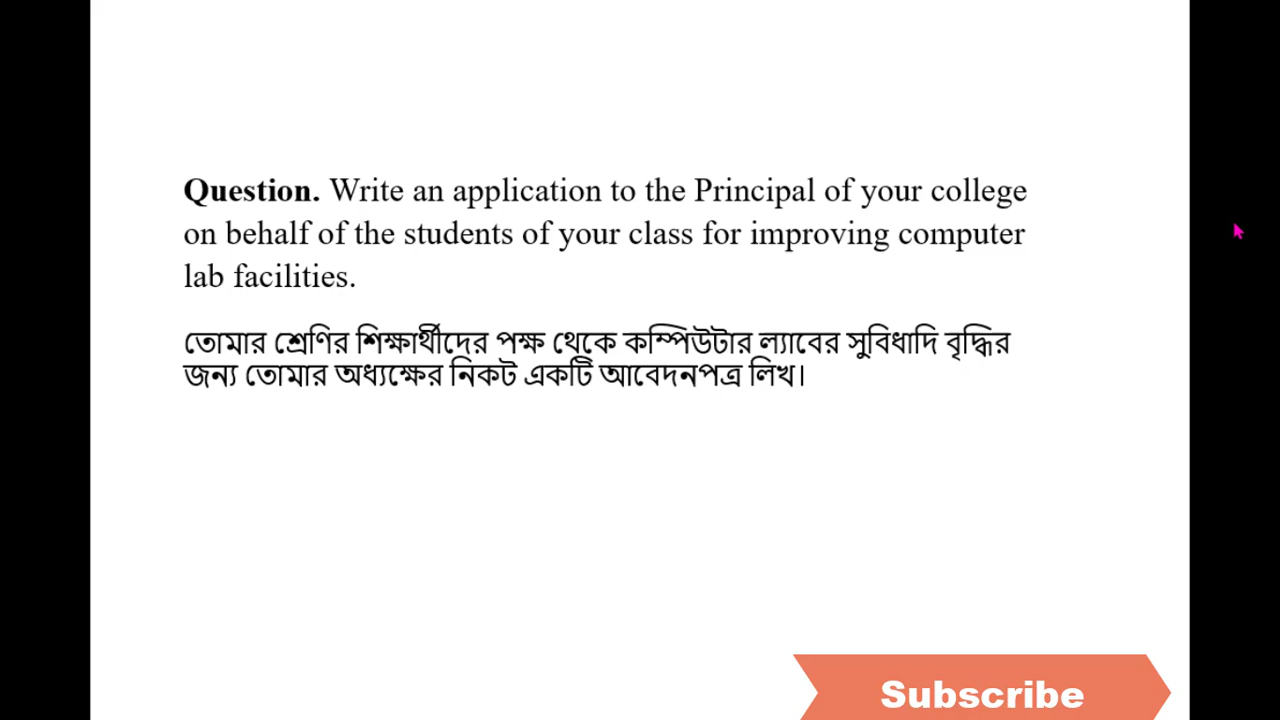 Question. Write an application to the Principal of your college
on behalf of the students of your class for improving computer
lab facilities.
তোমার শ্রেণির শিক্ষার্থীদের পক্ষ থেকে কম্পিউটার ল্যাবের সুবিধাদি বৃদ্ধির
জন্য তোমার অধ্যক্ষের নিকট একটি আবেদনপত্র লিখ।
Subscribe